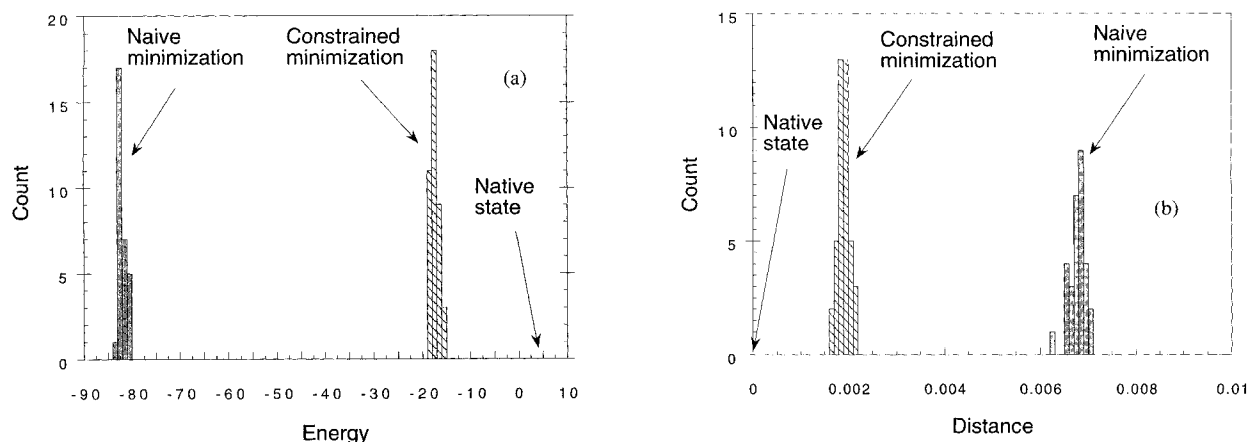 20
15
10
5
0
Count
Naive
minimization
Constrained
minimization
(a)
Native
state
-90 -80 -70 -60 -50 -40 -30 -20 -10 0 10
Energy
15
10
5
0
Count
Native
state
Constrained
minimization
Naive
minimization
(b)
0 0.002 0.004 0.006 0.008 0.01
Distance